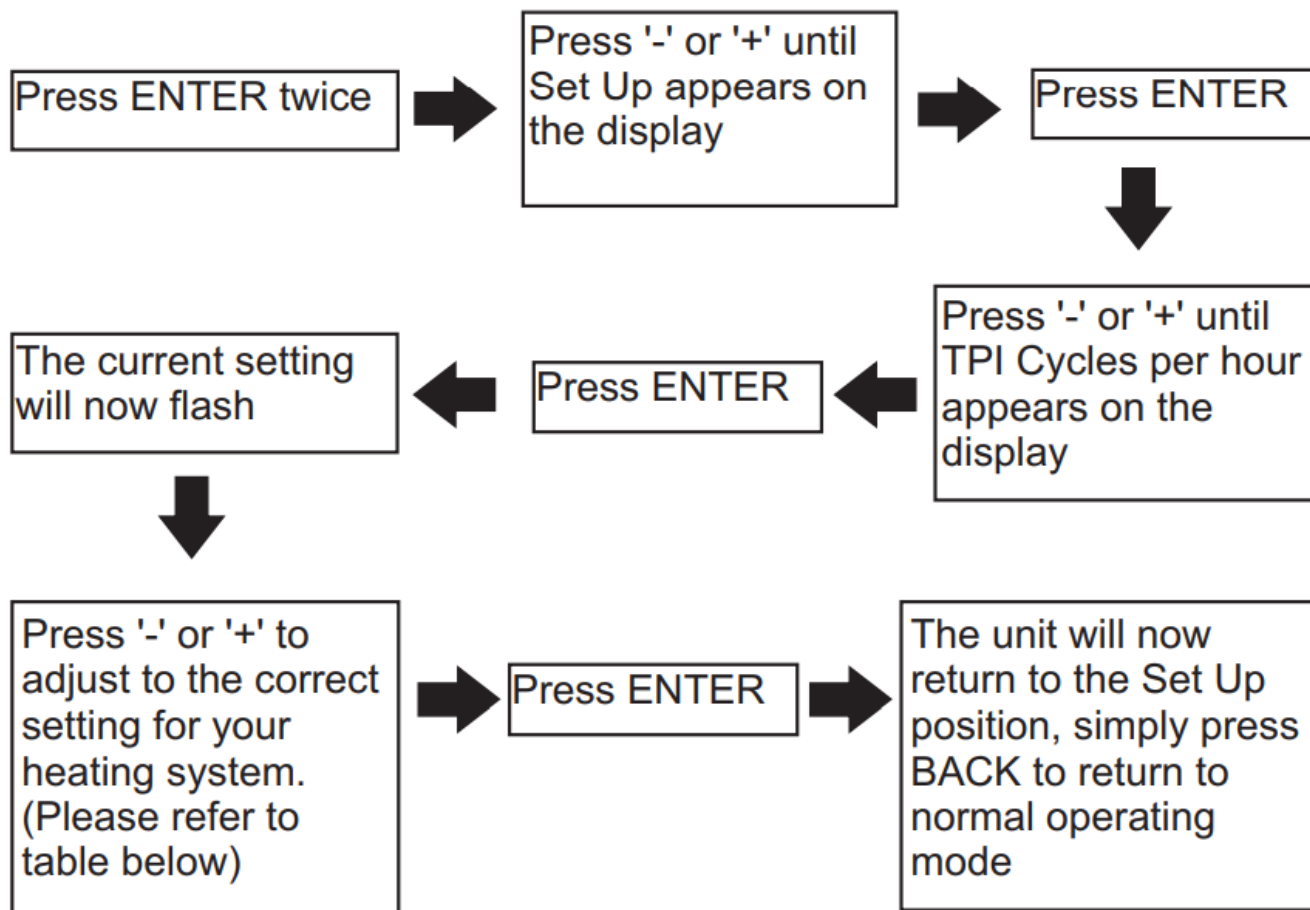 Press ENTER twice
Press '-' or '+' until
Set Up appears on
the display
Press ENTER
Press '-' or '+' until
TPI Cycles per hour
appears on the
display
Press ENTER
The current setting
will now flash
Press '-' or '+' to
adjust to the correct
setting for your
heating system.
(Please refer to
table below)
Press ENTER
The unit will now
return to the Set Up
position, simply press
BACK to return to
normal operating
mode